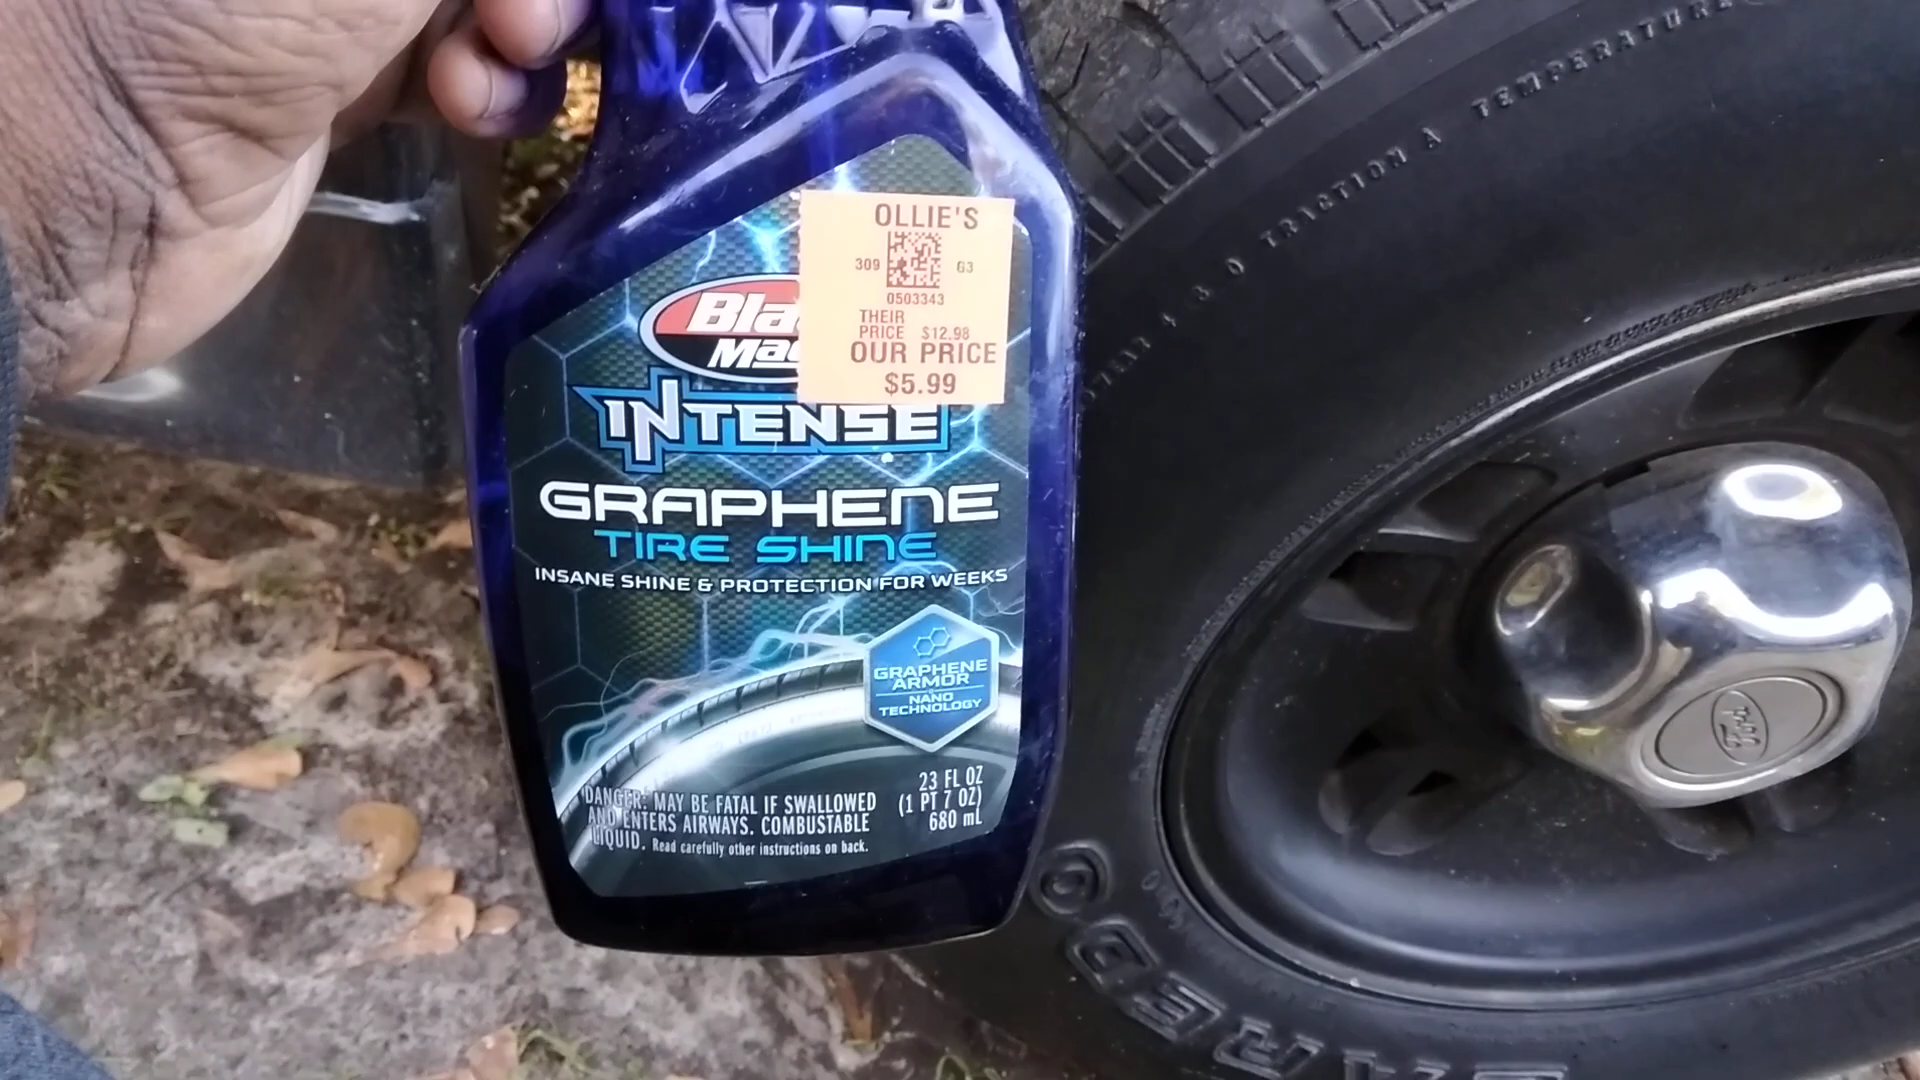 OLLIE'S
309 G3
0503343
THEIR
PRICE $12.98
OUR PRICE
$5.99
INTENSE
GRAPHENE
TIRE SHINE
INSANE SHINE & PROTECTION FOR WEEKS
GRAPHENE
ARMOR
NANO
TECHNOLOGY
DANGER: MAY BE FATAL IF SWALLOWED
AND ENTERS AIRWAYS. COMBUSTABLE
LIQUID. Read carefully other instructions on back.
23 FL OZ
(1 PT 7 OZ)
680 mL
TRACTION A TEMPERATURE
Ford